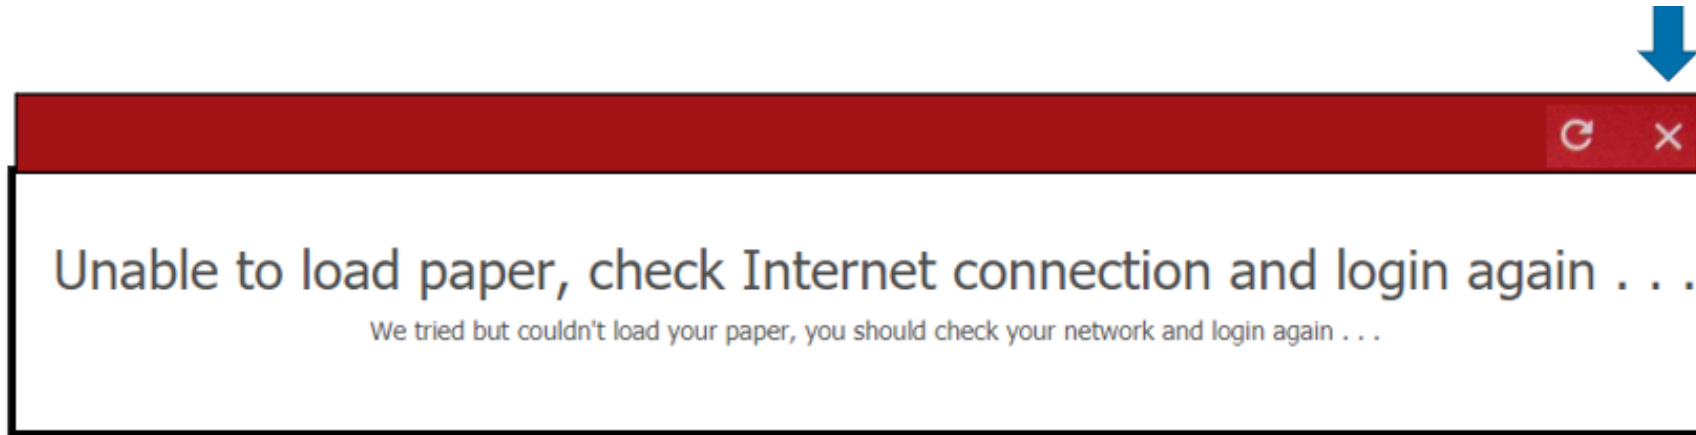 Unable to load paper, check Internet connection and login again . . .
We tried but couldn't load your paper, you should check your network and login again . . .